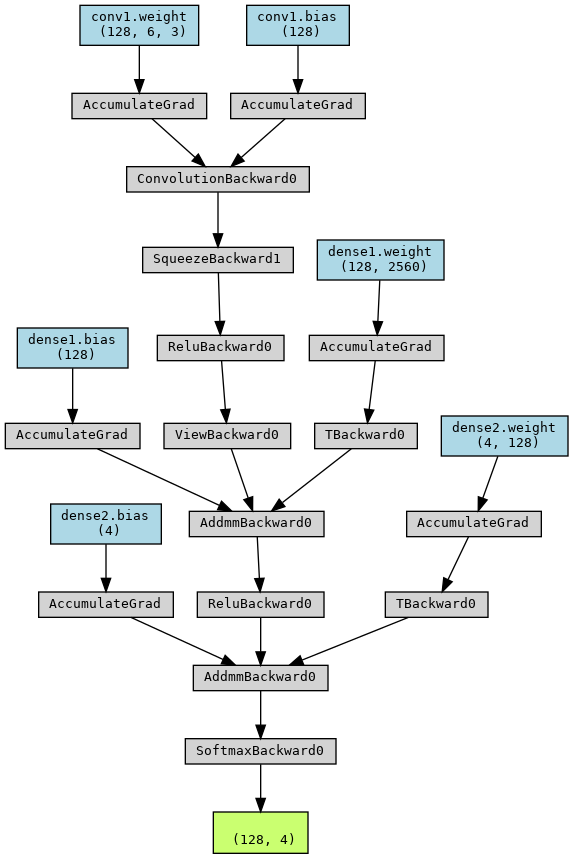 conv1.weight
(128, 6, 3)
conv1.bias
(128)
AccumulateGrad
AccumulateGrad
ConvolutionBackward0
SqueezeBackward1
dense1.weight
(128, 2560)
dense1.bias
(128)
ReluBackward0
AccumulateGrad
AccumulateGrad
ViewBackward0
TBackward0
dense2.weight
(4, 128)
dense2.bias
(4)
AddmmBackward0
AccumulateGrad
AccumulateGrad
ReluBackward0
TBackward0
AddmmBackward0
SoftmaxBackward0
(128, 4)